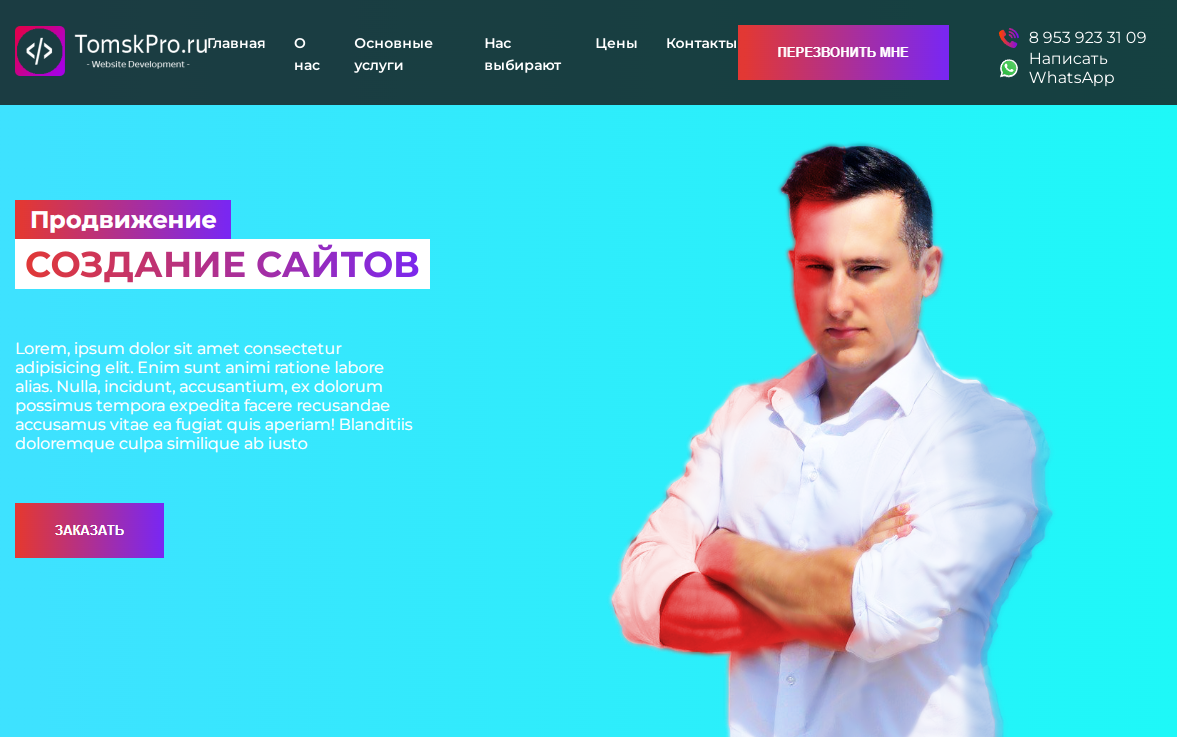 TomskPro.ru
- Website Development -
Главная
О нас
Основные услуги
Нас выбирают
Цены
Контакты
ПЕРЕЗВОНИТЬ МНЕ
8 953 923 31 09
Написать
WhatsApp
Продвижение
СОЗДАНИЕ САЙТОВ
Lorem, ipsum dolor sit amet consectetur
adipisicing elit. Enim sunt animi ratione labore
alias. Nulla, incidunt, accusantium, ex dolorum
possimus tempora expedita facere recusandae
accusamus vitae ea fugiat quis aperiam! Blanditiis
doloremque culpa similique ab iusto
ЗАКАЗАТЬ